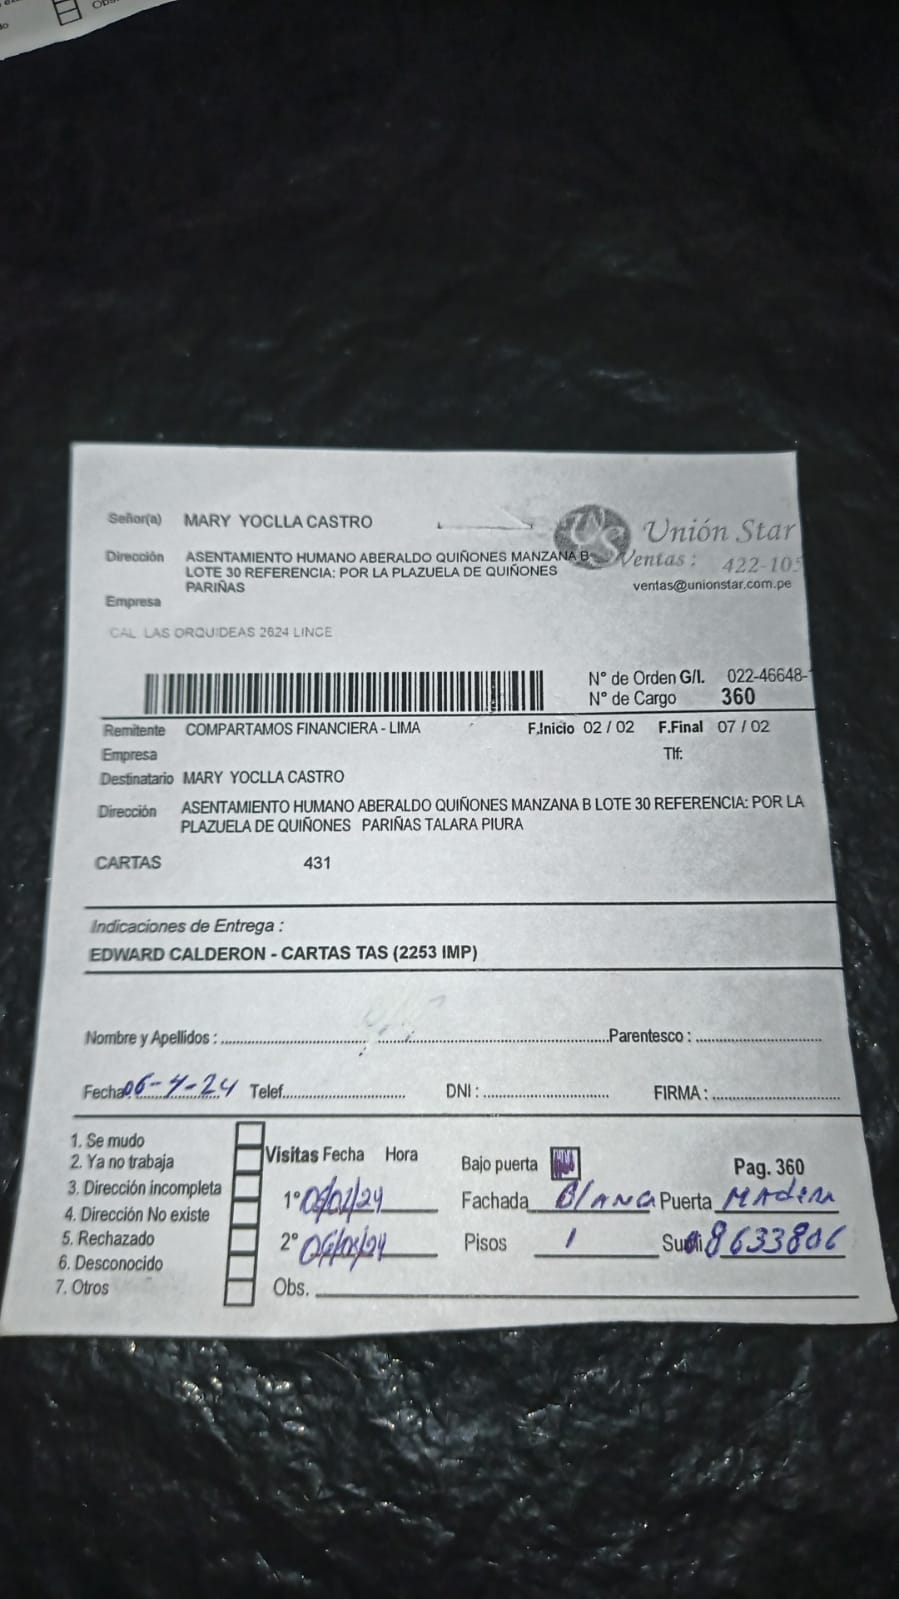 Señor(a) MARY YOCLLA CASTRO
Unión Star
Dirección ASENTAMIENTO HUMANO ABERALDO QUIÑONES MANZANA B
LOTE 30 REFERENCIA: POR LA PLAZUELA DE QUIÑONES
PARIÑAS
Ventas : 422-105
ventas@unionstar.com.pe
Empresa
CAL LAS ORQUIDEAS 2624 LINCE
N° de Orden G/I. 022-46648-
N° de Cargo 360
Remitente COMPARTAMOS FINANCIERA - LIMA F.Inicio 02 / 02 F.Final 07 / 02
Empresa Tlf:
Destinatario MARY YOCLLA CASTRO
Dirección ASENTAMIENTO HUMANO ABERALDO QUIÑONES MANZANA B LOTE 30 REFERENCIA: POR LA
PLAZUELA DE QUIÑONES PARIÑAS TALARA PIURA
CARTAS 431
Indicaciones de Entrega :
EDWARD CALDERON - CARTAS TAS (2253 IMP)
Nombre y Apellidos : Parentesco :
Fecha 06-4-24 Telef. DNI : FIRMA :
1. Se mudo
2. Ya no trabaja
3. Dirección incompleta
4. Dirección No existe
5. Rechazado
6. Desconocido
7. Otros
Visitas Fecha Hora
1°
2°
Obs.
Bajo puerta Pag. 360
Fachada Blanca Puerta Madera
Pisos 1 8633806